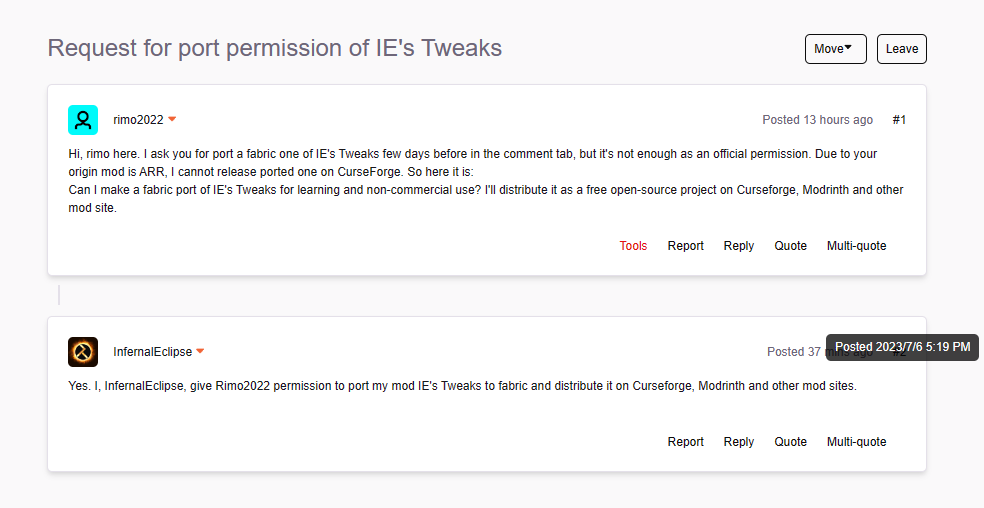 Request for port permission of IE's Tweaks
Move
Leave
rimo2022
Posted 13 hours ago
#1
Hi, rimo here. I ask you for port a fabric one of IE's Tweaks few days before in the comment tab, but it's not enough as an official permission. Due to your
origin mod is ARR, I cannot release ported one on CurseForge. So here it is:
Can I make a fabric port of IE's Tweaks for learning and non-commercial use? I'll distribute it as a free open-source project on Curseforge, Modrinth and other
mod site.
Tools Report Reply Quote Multi-quote
InfernalEclipse
Posted 37 mins ago
#2
Posted 2023/7/6 5:19 PM
Yes. I, InfernalEclipse, give Rimo2022 permission to port my mod IE's Tweaks to fabric and distribute it on Curseforge, Modrinth and other mod sites.
Report Reply Quote Multi-quote